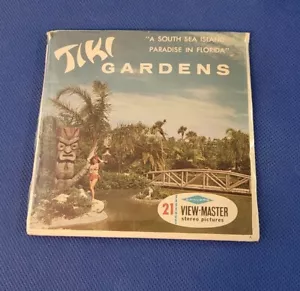 "A SOUTH SEA ISLAND
PARADISE IN FLORIDA"
TIKI
GARDENS
21
VIEW-MASTER
stereo pictures